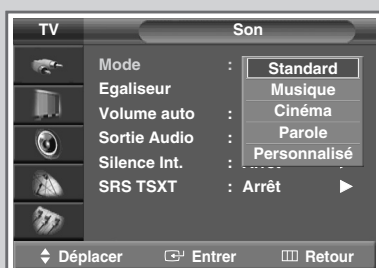 TV Son
Mode : Standard
Musique
Egaliseur
Volume auto : Cinéma
Sortie Audio : Parole
Personnalisé
Silence Int. :
SRS TSXT : Arrêt
Déplacer Entrer Retour